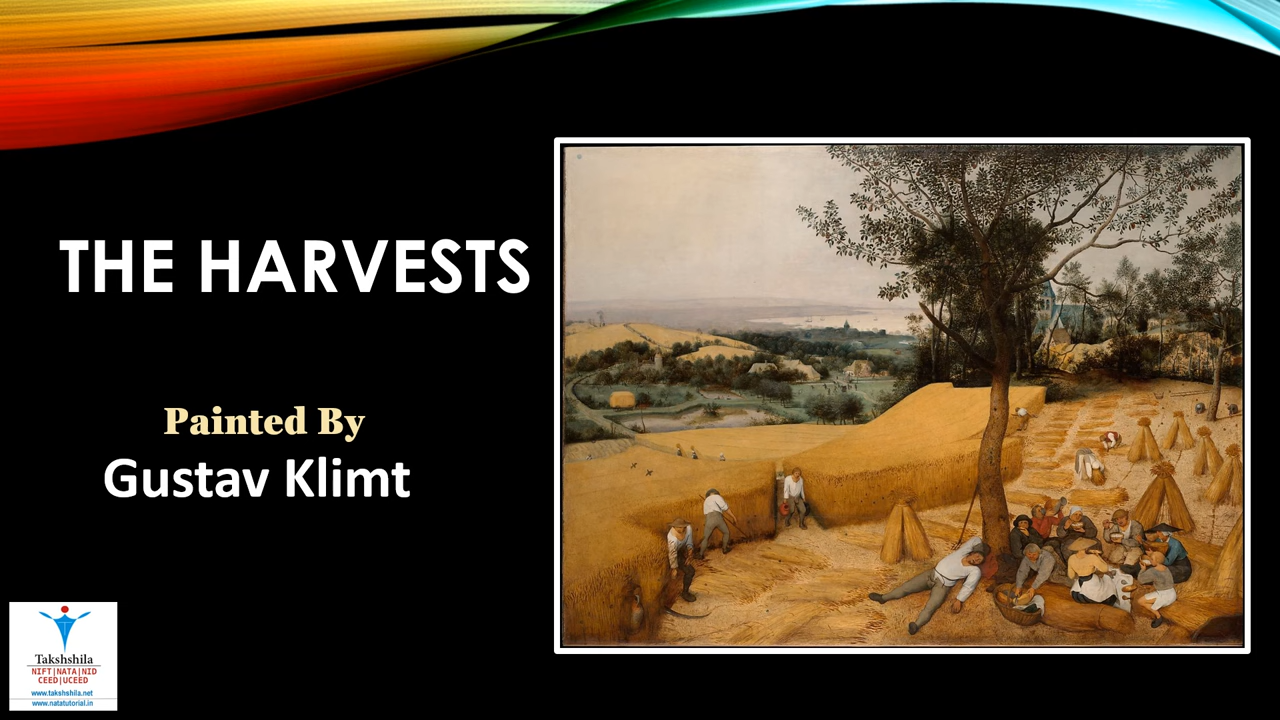 THE HARVESTS
Painted By
Gustav Klimt
Takshshila
NIFT|NATA|NID
CEED|UCEED
www.takshshila.net
www.natatutorial.in